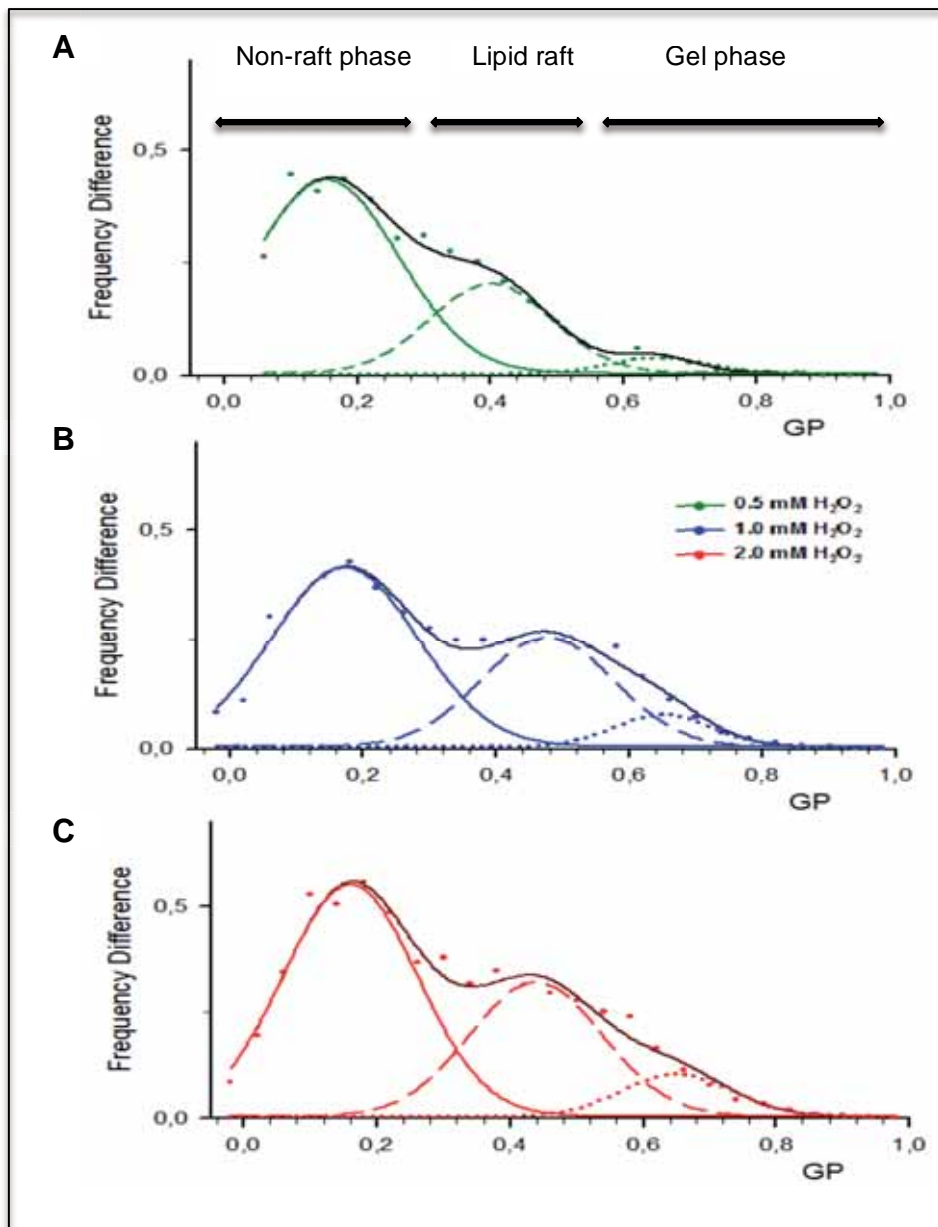 A
Non-raft phase Lipid raft Gel phase
Frequency Difference
0,5
0,0
0,0 0,2 0,4 0,6 0,8 1,0
GP
B
Frequency Difference
0,5
0,0
0.5 mM H₂O₂
1.0 mM H₂O₂
2.0 mM H₂O₂
0,0 0,2 0,4 0,6 0,8 1,0
GP
C
Frequency Difference
0,5
0,0
0,0 0,2 0,4 0,6 0,8 1,0
GP